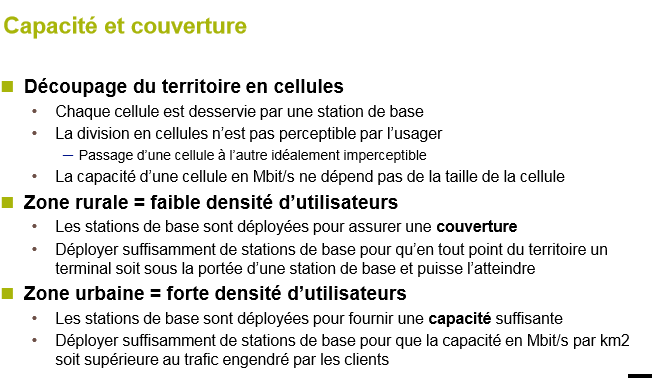 Capacité et couverture
Découpage du territoire en cellules
• Chaque cellule est desservie par une station de base
• La division en cellules n'est pas perceptible par l'usager
– Passage d'une cellule à l'autre idéalement imperceptible
• La capacité d'une cellule en Mbit/s ne dépend pas de la taille de la cellule
Zone rurale = faible densité d'utilisateurs
• Les stations de base sont déployées pour assurer une couverture
• Déployer suffisamment de stations de base pour qu'en tout point du territoire un
terminal soit sous la portée d'une station de base et puisse l'atteindre
Zone urbaine = forte densité d'utilisateurs
• Les stations de base sont déployées pour fournir une capacité suffisante
• Déployer suffisamment de stations de base pour que la capacité en Mbit/s par km2
soit supérieure au trafic engendré par les clients